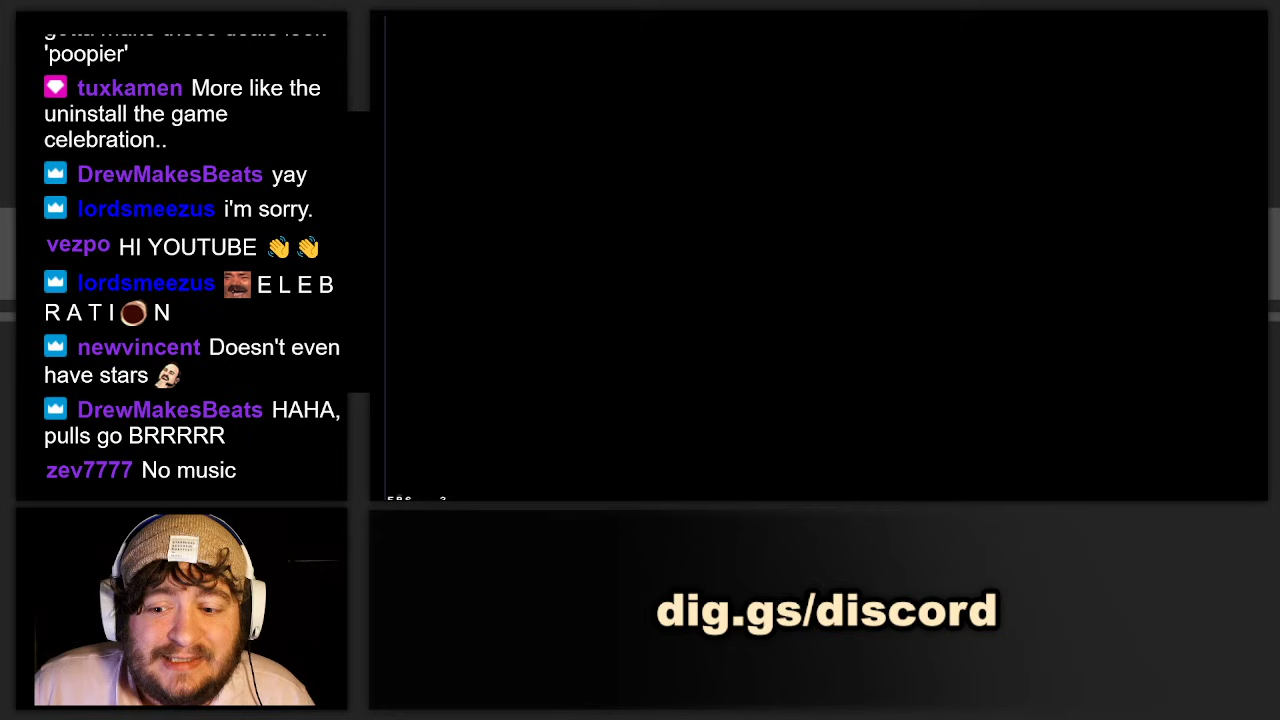 'poopier'
tuxkamen More like the
uninstall the game
celebration..
DrewMakesBeats yay
lordsmeezus i'm sorry.
vezpo HI YOUTUBE 👋 👋
lordsmeezus E L E B
R A T I N
newvincent Doesn't even
have stars
DrewMakesBeats HAHA,
pulls go BRRRRR
zev7777 No music
dig.gs/discord